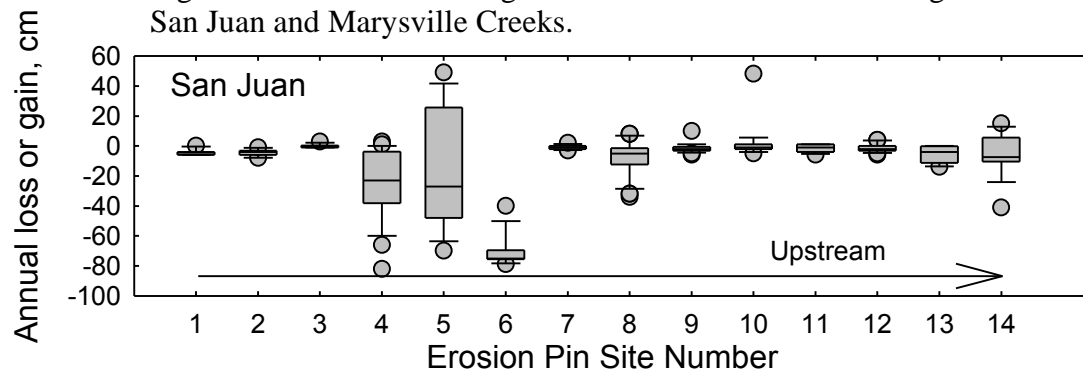 San Juan and Marysville Creeks.
Annual loss or gain, cm
60
40
20
0
-20
-40
-60
-80
-100
San Juan
Upstream
1 2 3 4 5 6 7 8 9 10 11 12 13 14
Erosion Pin Site Number